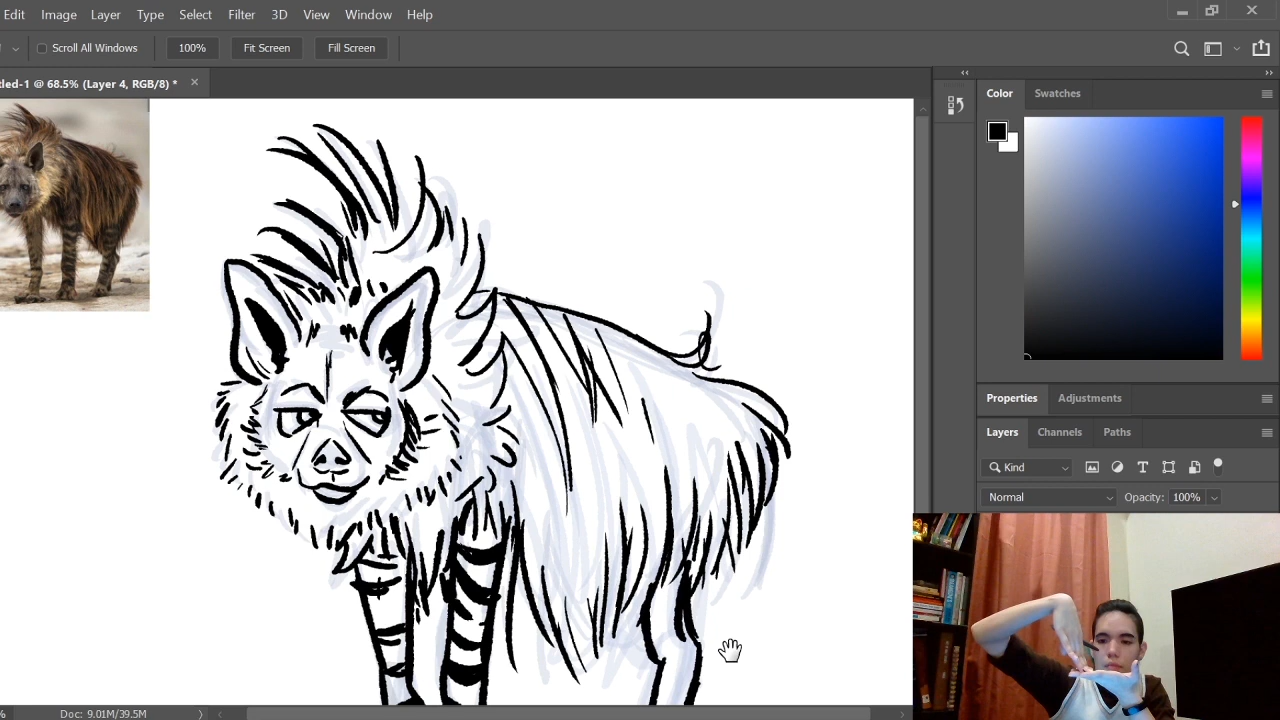 Edit Image Layer Type Select Filter 3D View Window Help
Scroll All Windows 100% Fit Screen Fill Screen
tled-1 @ 68.5% (Layer 4, RGB/8) *
Color Swatches
Properties Adjustments
Layers Channels Paths
Kind
Normal Opacity: 100%
% Doc: 9.01M/39.5M